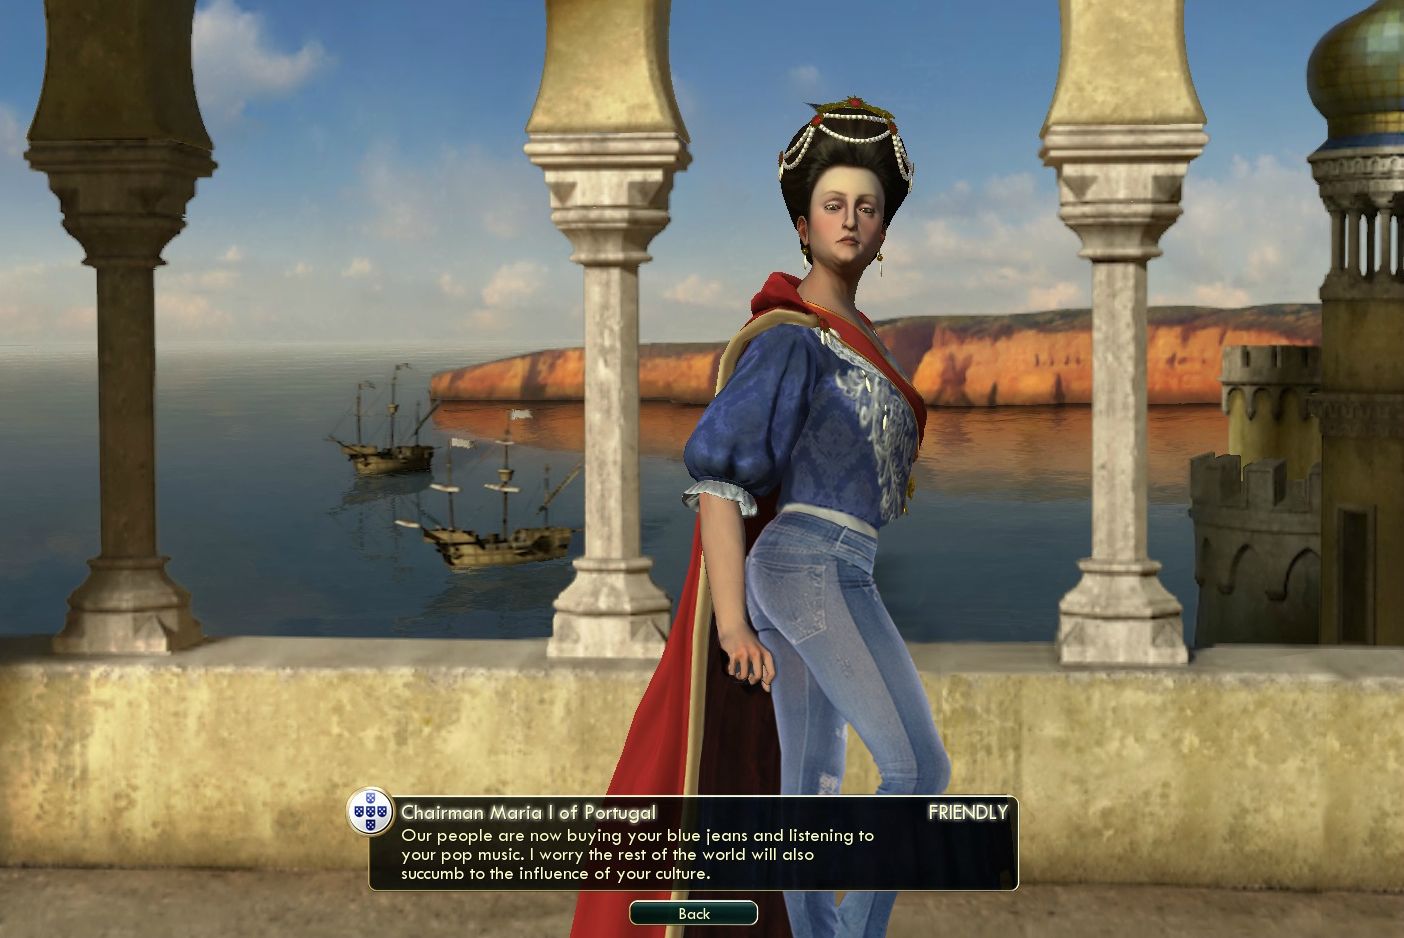 Chairman Maria I of Portugal FRIENDLY
Our people are now buying your blue jeans and listening to
your pop music. I worry the rest of the world will also
succumb to the influence of your culture.
Back